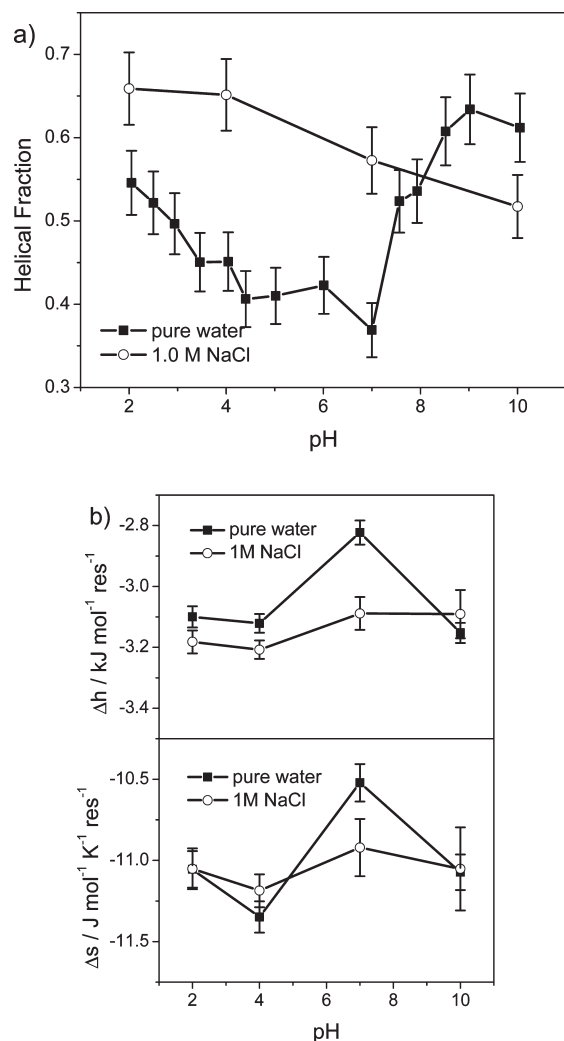 a)
0.7
0.6
0.5
0.4
0.3
Helical Fraction
pure water
1.0 M NaCl
2 4 6 8 10
pH
b)
-2.8
-3.0
-3.2
-3.4
Δh / kJ mol⁻¹ res⁻¹
pure water
1M NaCl
-10.5
-11.0
-11.5
Δs / J mol⁻¹ K⁻¹ res⁻¹
pure water
1M NaCl
2 4 6 8 10
pH